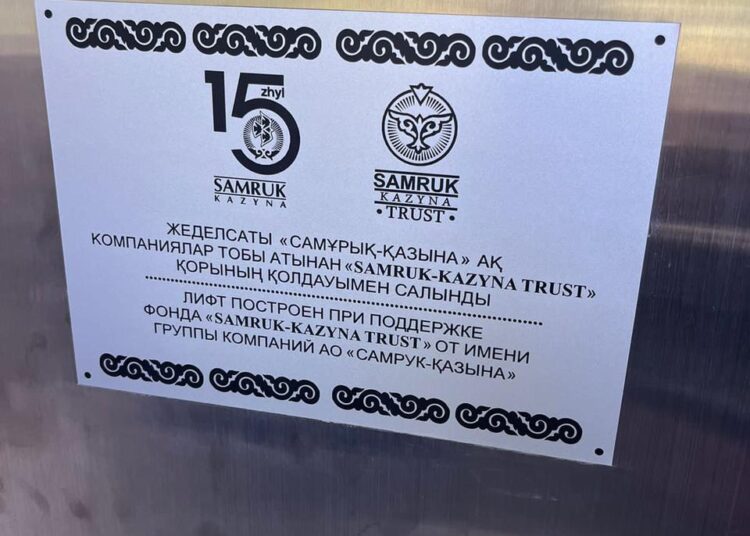 15 zhyl
SAMRUK
KAZYNA
SAMRUK
KAZYNA
• TRUST •
ЖЕДЕЛСАТЫ «САМҰРЫҚ-ҚАЗЫНА» АҚ
КОМПАНИЯЛАР ТОБЫ АТЫНАН «SAMRUK-KAZYNA TRUST»
ҚОРЫНЫҢ ҚОЛДАУЫМЕН САЛЫНДЫ
ЛИФТ ПОСТРОЕН ПРИ ПОДДЕРЖКЕ
ФОНДА «SAMRUK-KAZYNA TRUST» ОТ ИМЕНИ
ГРУППЫ КОМПАНИЙ АО «САМРУК-ҚАЗЫНА»